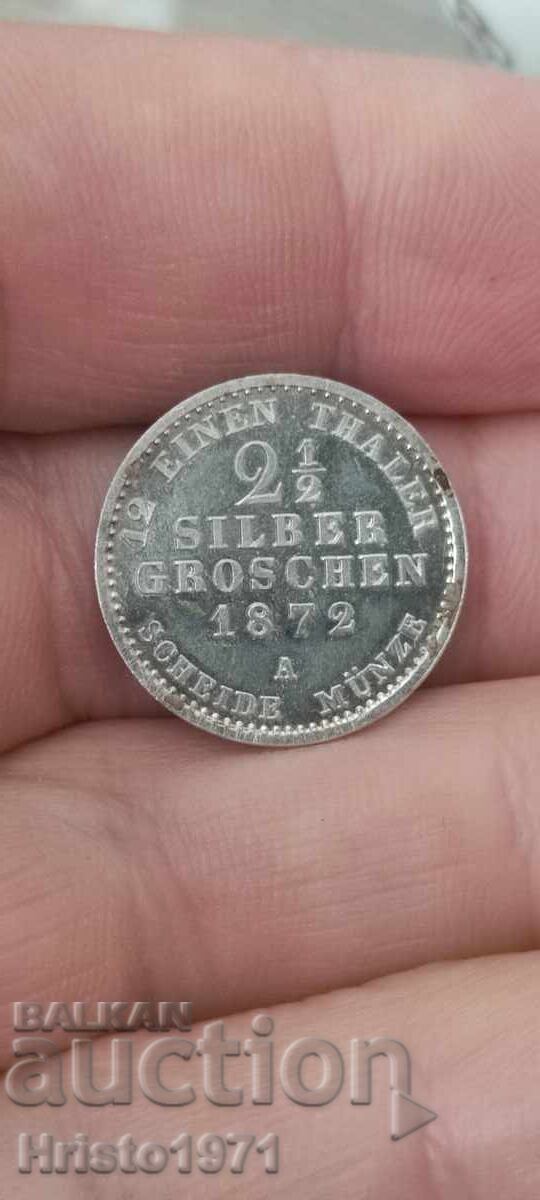 12 EINEN THALER
2 1/2
SILBER
GROSCHEN
1872
A
SCHEIDE MÜNZE
BALKAN
auction
Hristo1971